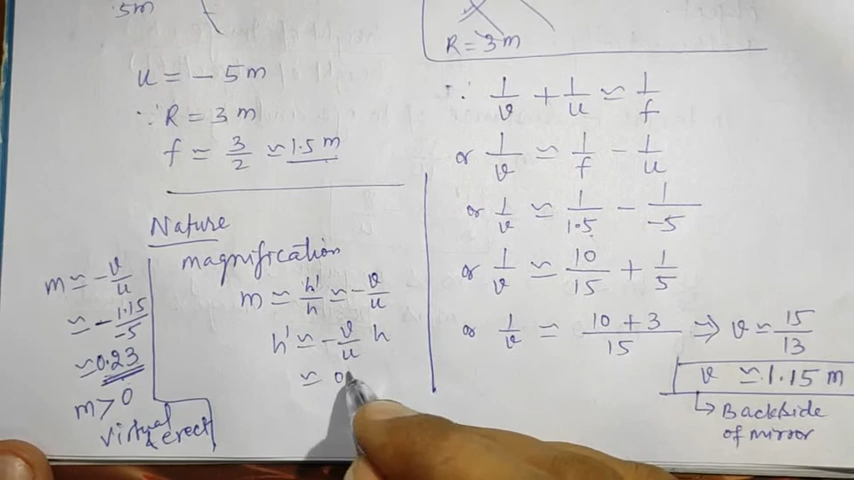 .5m
R = 3m
u = - 5m
∵ R = 3 m
f ≃ 3/2 ≃ 1.5 m
Nature
magnification
m ≃ h'/h ≃ - v/u
h' ≃ - v/u h
≃ 0
m ≃ - v/u
≃ - 1.15/-5
≃ 0.23
m > 0
virtual & erect
∵ 1/v + 1/u ≃ 1/f
or 1/v ≃ 1/f - 1/u
or 1/v ≃ 1/1.5 - 1/-5
or 1/v ≃ 10/15 + 1/5
or 1/v ≃ 10 + 3/15 ⇒ v ≃ 15/13
v ≃ 1.15 m
↳ Backside
of mirror